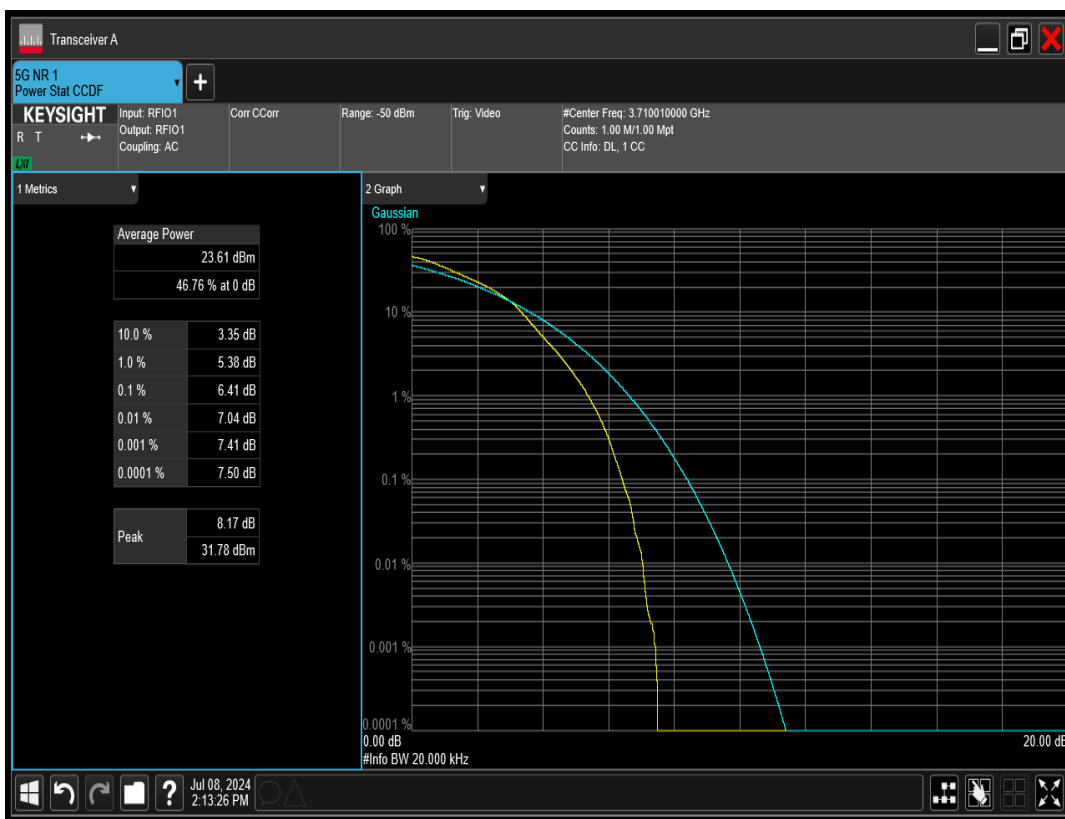 Transceiver A
5G NR 1
Power Stat CCDF
+
KEYSIGHT
R T
LXI
Input: RFIO1
Output: RFIO1
Coupling: AC
Corr CCorr
Range: -50 dBm
Trig: Video
#Center Freq: 3.710010000 GHz
Counts: 1.00 M/1.00 Mpt
CC Info: DL, 1 CC
1 Metrics
Average Power
23.61 dBm
46.76 % at 0 dB
10.0 % 3.35 dB
1.0 % 5.38 dB
0.1 % 6.41 dB
0.01 % 7.04 dB
0.001 % 7.41 dB
0.0001 % 7.50 dB
Peak
8.17 dB
31.78 dBm
2 Graph
Gaussian
100 %
10 %
1 %
0.1 %
0.01 %
0.001 %
0.0001 %
0.00 dB
20.00 dB
#Info BW 20.000 kHz
?
Jul 08, 2024
2:13:26 PM